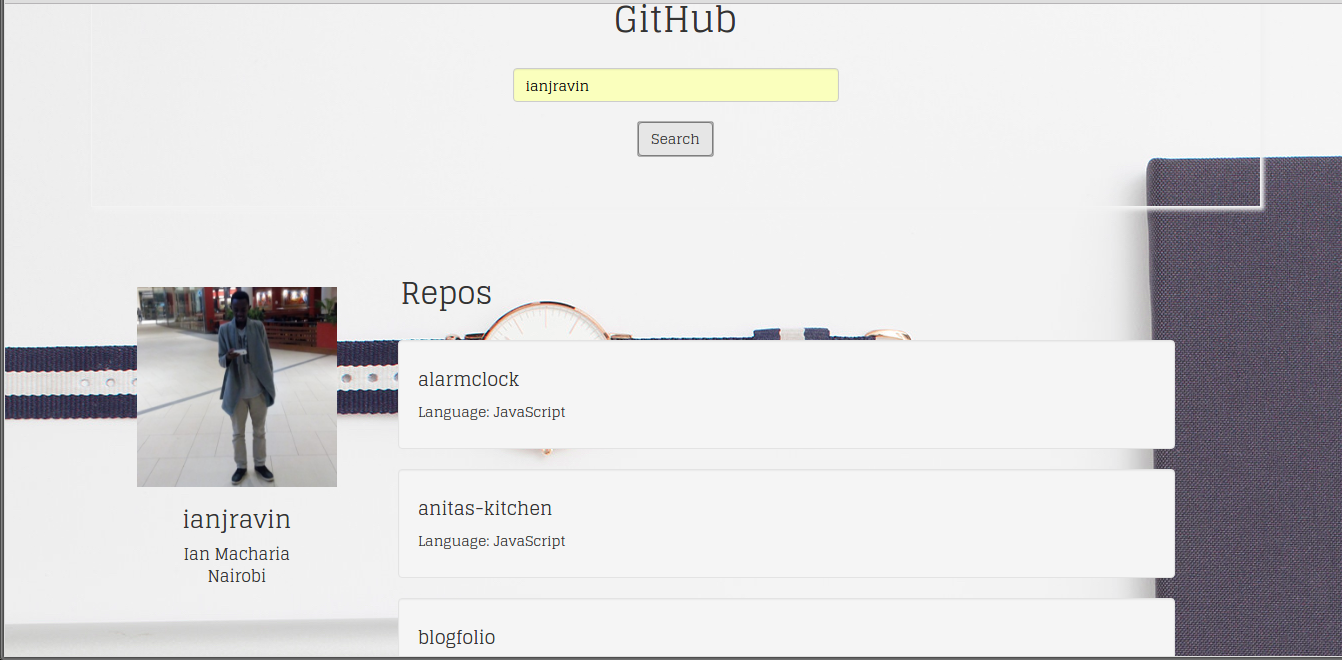 GitHub
ianjravin
Search
Repos
alarmclock
Language: JavaScript
anitas-kitchen
Language: JavaScript
blogfolio
ianjravin
Ian Macharia
Nairobi